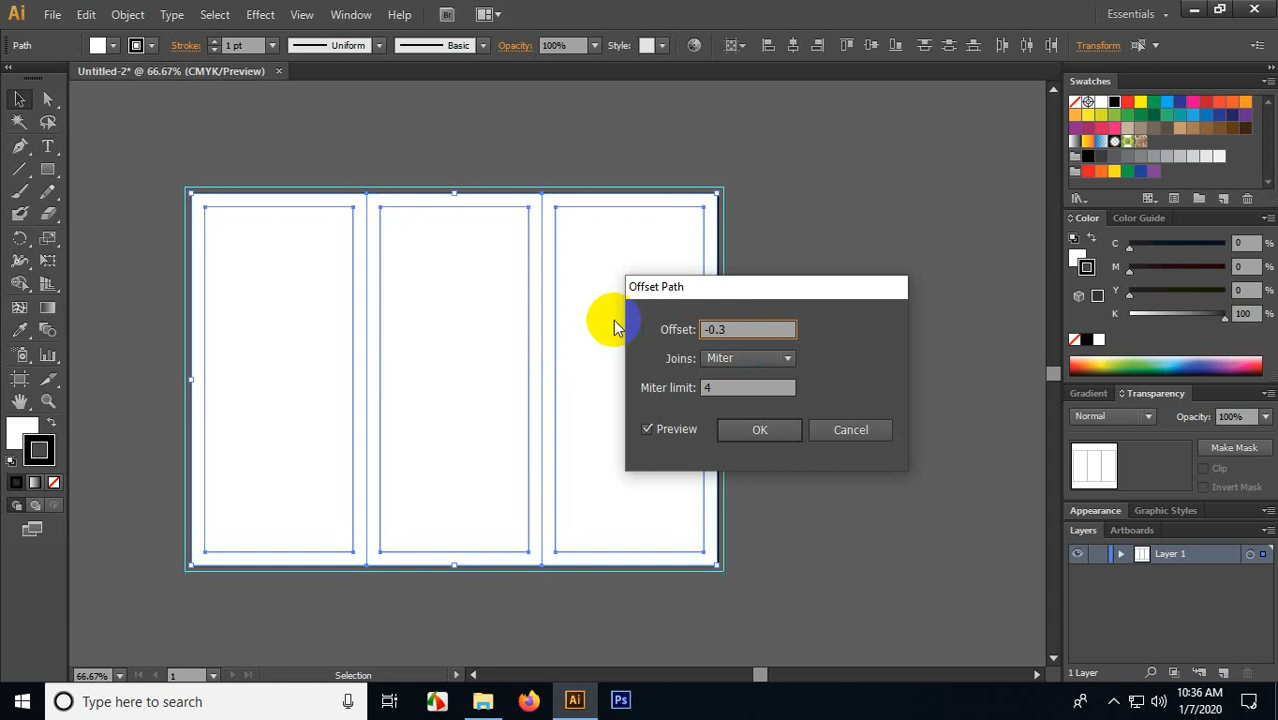 Ai File Edit Object Type Select Effect View Window Help Br Essentials
Path Stroke: 1 pt Uniform Basic Opacity: 100% Style: Transform
Untitled-2* @ 66.67% (CMYK/Preview) ×
Swatches
Color Color Guide
C 0 %
M 0 %
Y 0 %
K 100 %
Gradient Transparency
Normal Opacity: 100%
Make Mask
Clip
Invert Mask
Appearance Graphic Styles
Layers Artboards
Layer 1
1 Layer
Offset Path
Offset: -0.3
Joins: Miter
Miter limit: 4
Preview OK Cancel
66.67% 1 Selection
Type here to search
Ai Ps
10:36 AM
1/7/2020